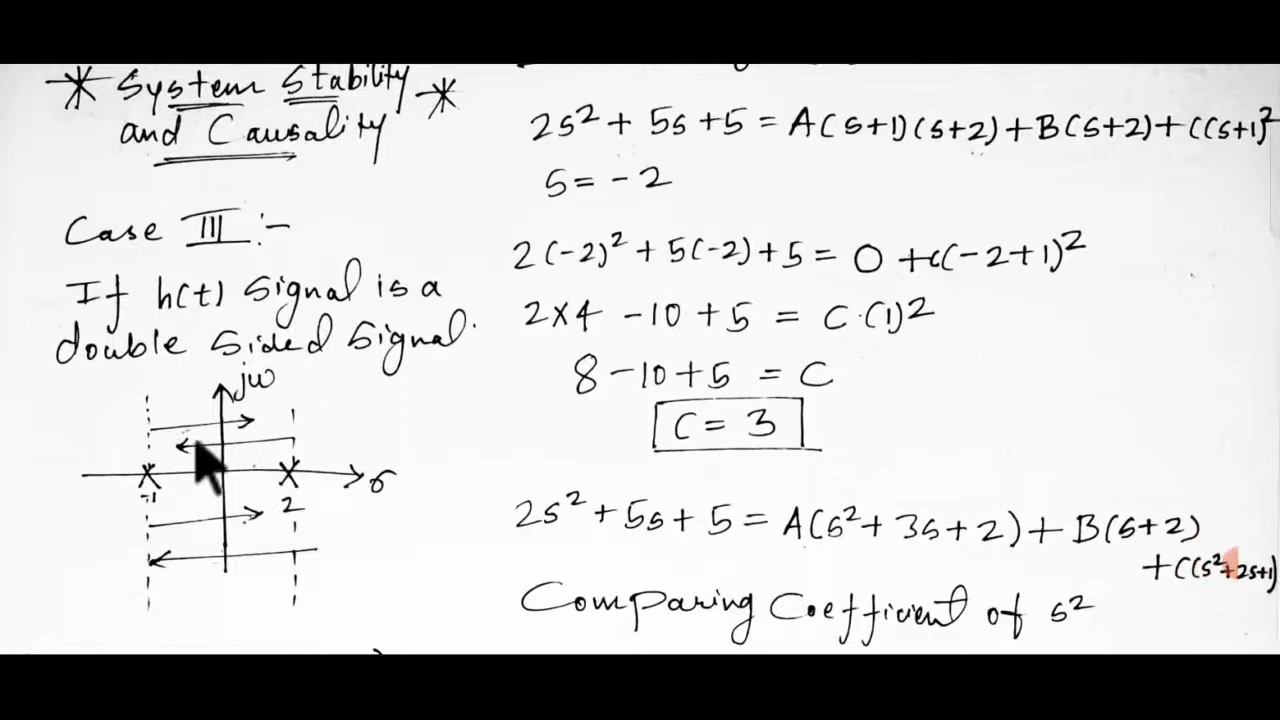 * System Stability *
and Causality
Case III :-
If h(t) signal is a
double sided signal.
jω
-1
2
σ
2s² + 5s + 5 = A(s+1)(s+2) + B(s+2) + C(s+1)²
s = -2
2(-2)² + 5(-2) + 5 = 0 + C(-2+1)²
2×4 - 10 + 5 = C·(1)²
8 - 10 + 5 = C
C = 3
2s² + 5s + 5 = A(s² + 3s + 2) + B(s+2)
+ C(s²+2s+1)
Comparing Coefficient of s²